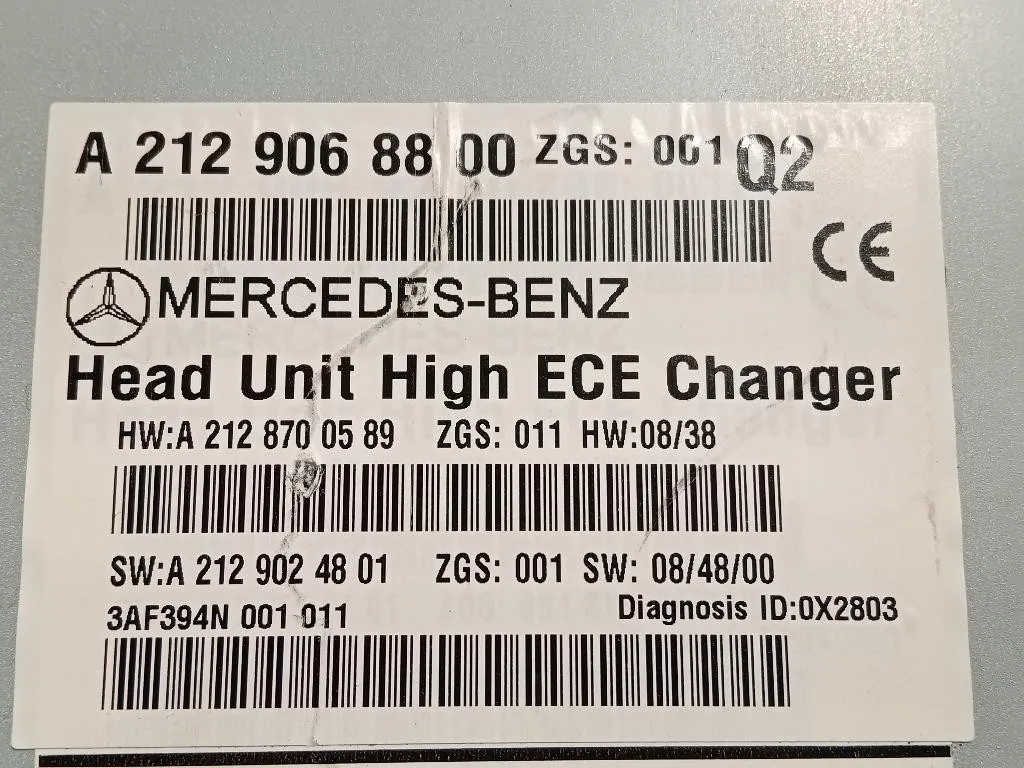 A 212 906 88 00 ZGS: 001 Q2
CE
MERCEDES-BENZ
Head Unit High ECE Changer
HW:A 212 870 05 89 ZGS: 011 HW:08/38
SW:A 212 902 48 01 ZGS: 001 SW: 08/48/00
3AF394N 001 011 Diagnosis ID:0X2803